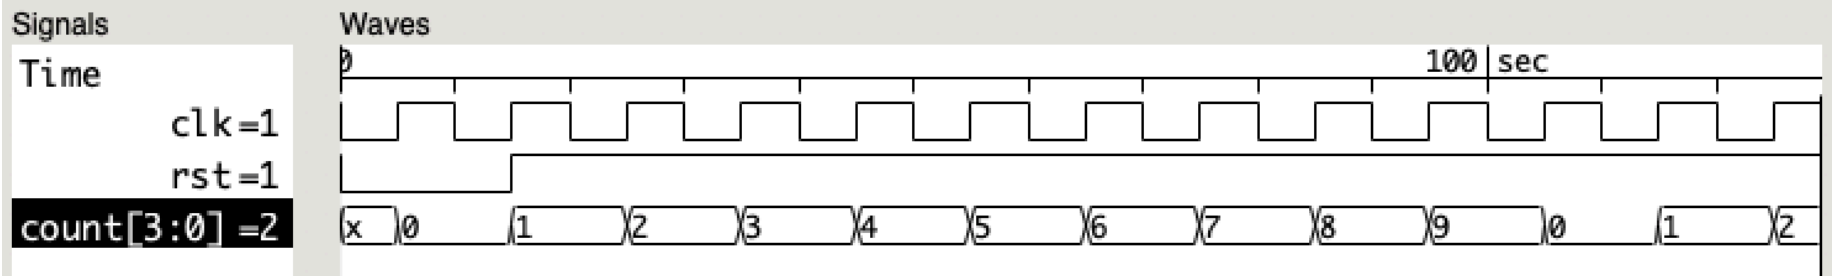 Signals Waves
Time 0 100 sec
clk=1
rst=1
count[3:0] =2 x 0 1 2 3 4 5 6 7 8 9 0 1 2